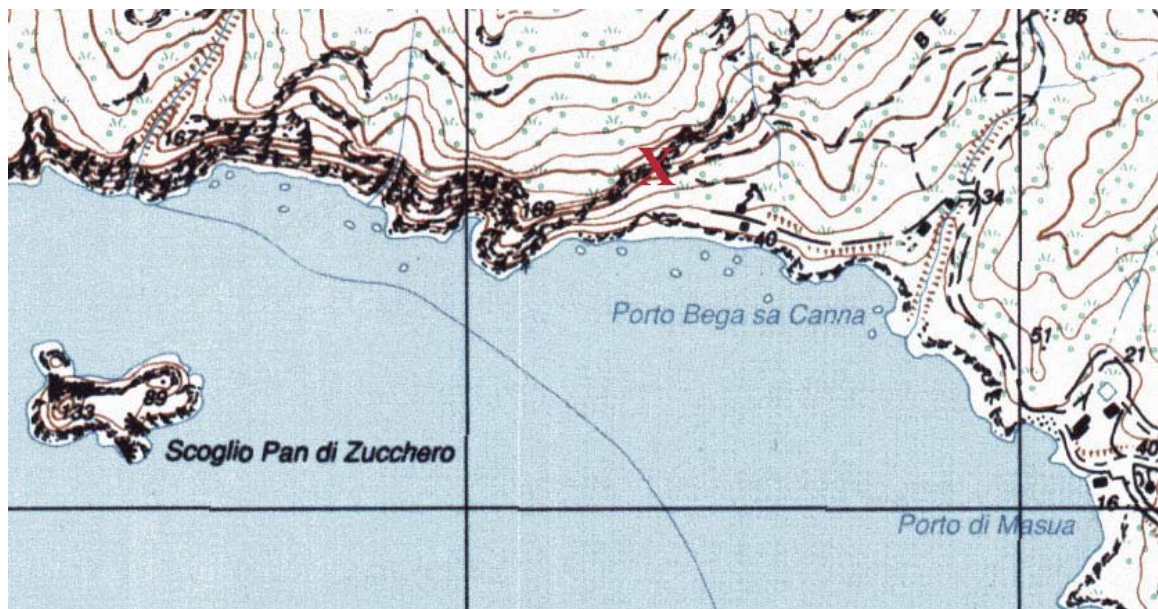 85
B E
167
X
169
34
40
Porto Bega sa Canna
51
21
89
133
Scoglio Pan di Zucchero
40
16
Porto di Masua